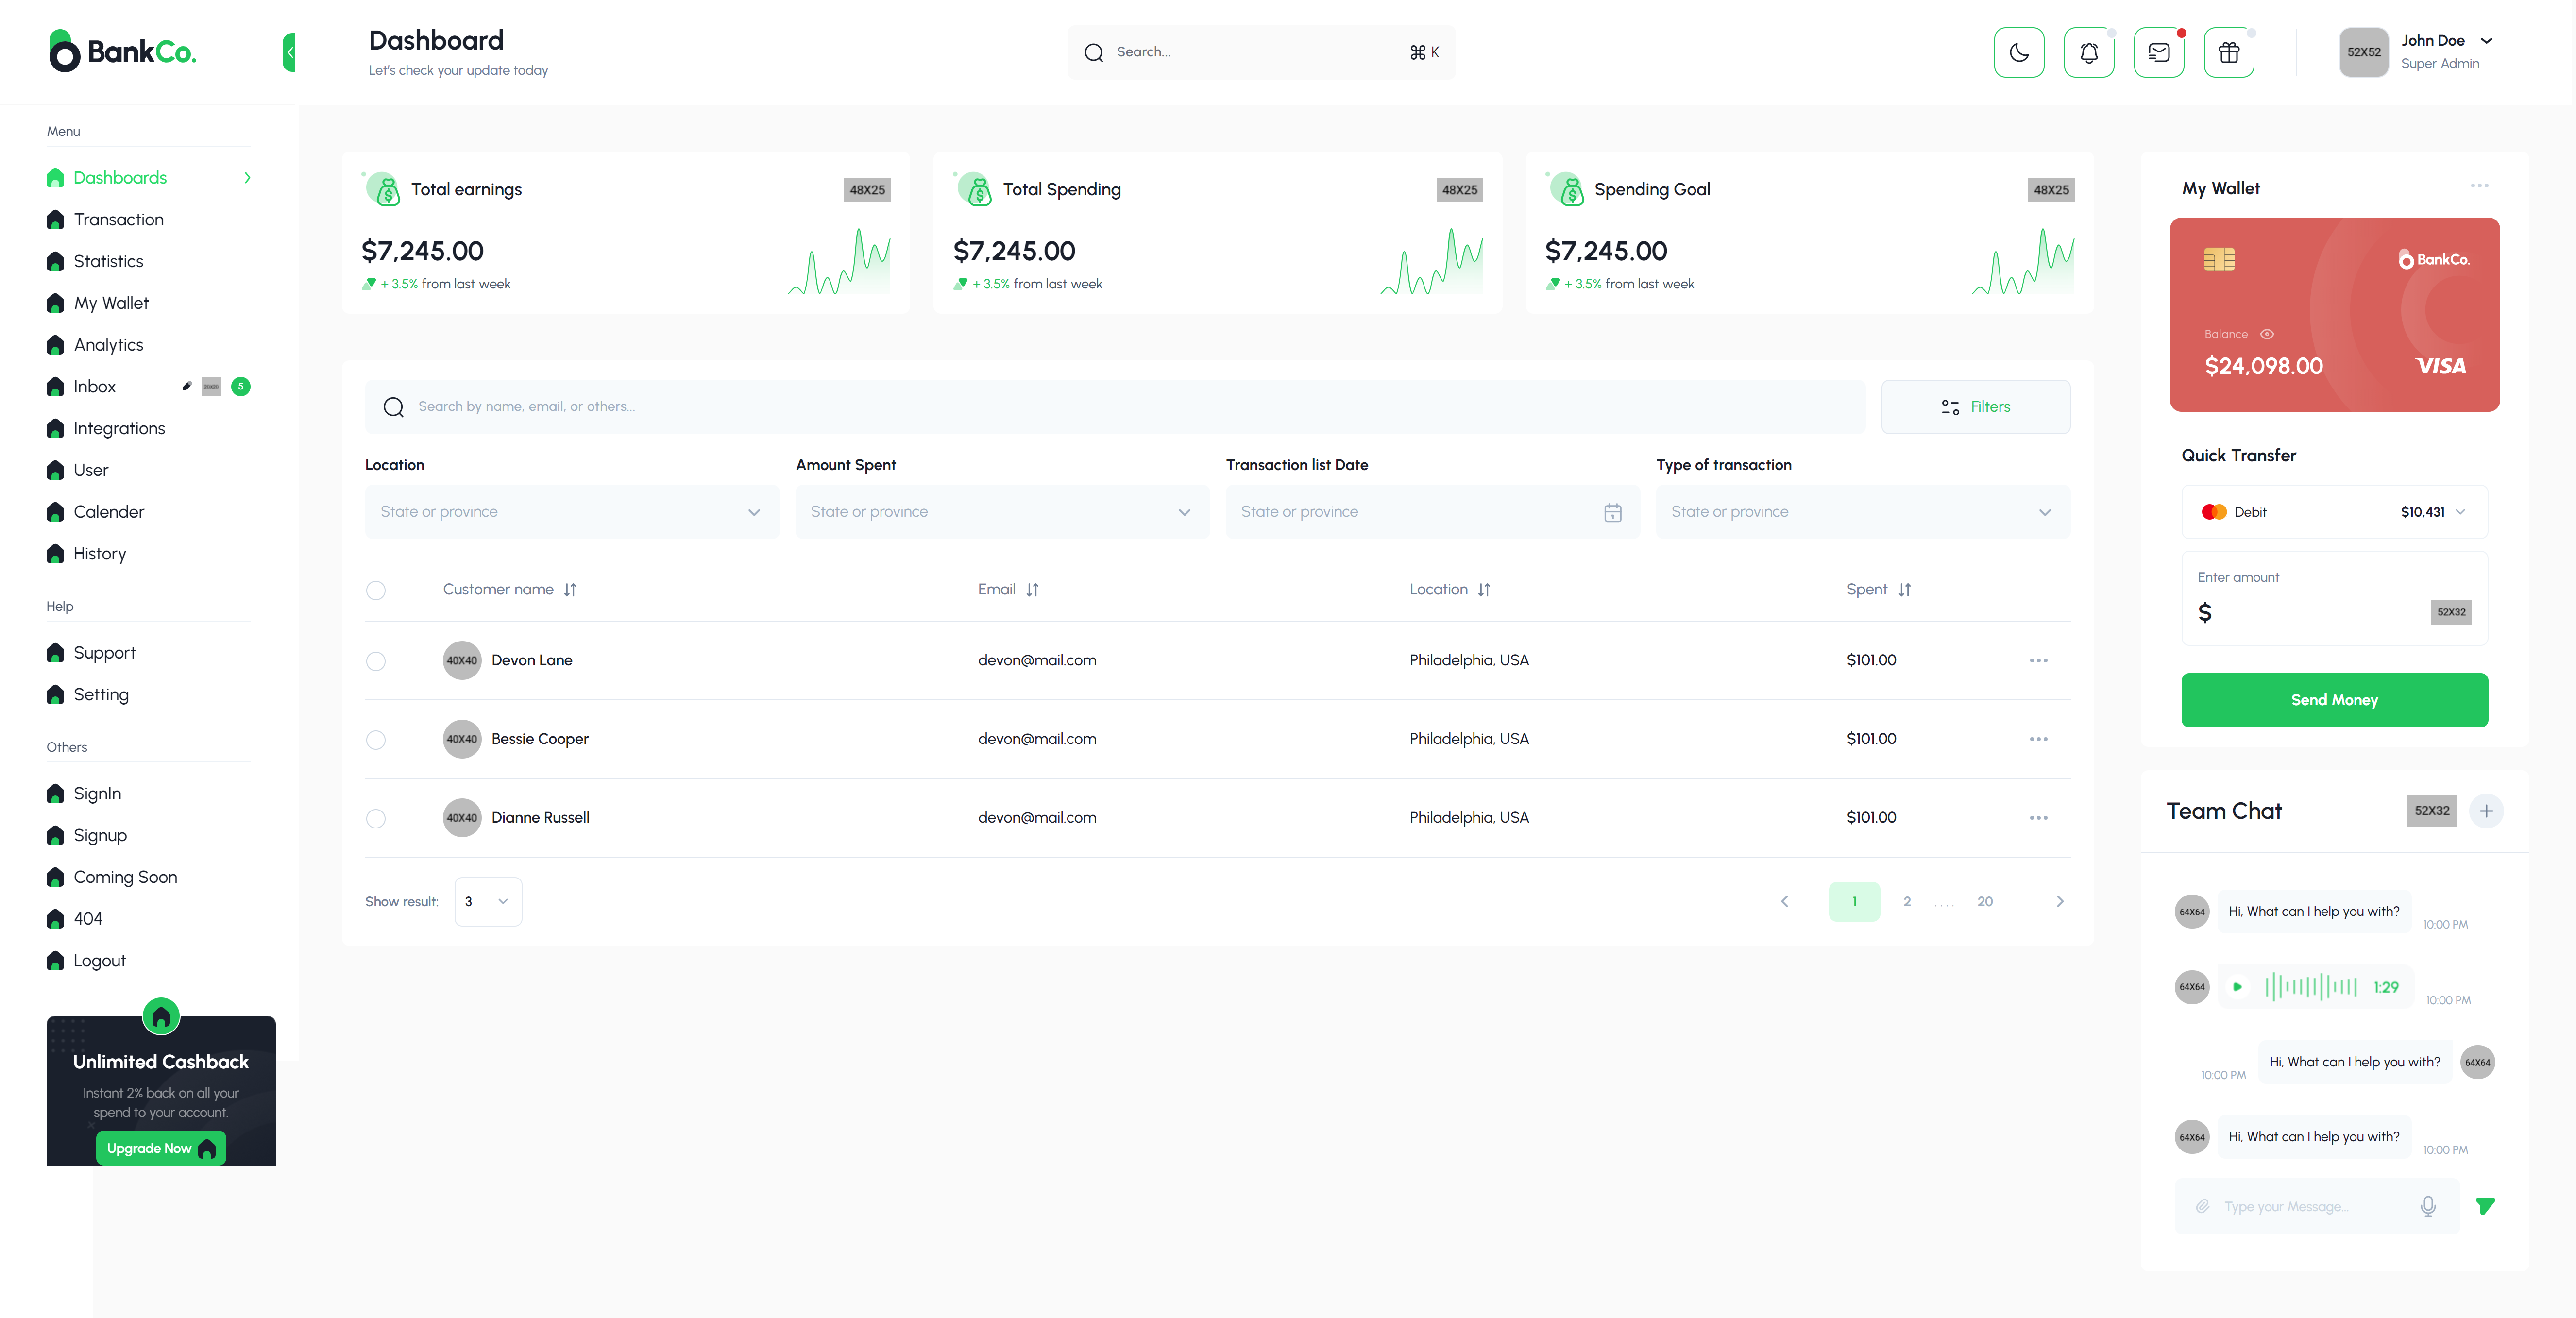 BankCo.
Dashboard
Let's check your update today
Search...
⌘ K
52X52
John Doe
Super Admin
Menu
Dashboards
Transaction
Statistics
My Wallet
Analytics
Inbox
5
Integrations
User
Calender
History
Help
Support
Setting
Others
SignIn
Signup
Coming Soon
404
Logout
Unlimited Cashback
Instant 2% back on all your
spend to your account.
Upgrade Now
Total earnings
48X25
$7,245.00
+ 3.5% from last week
Total Spending
48X25
$7,245.00
+ 3.5% from last week
Spending Goal
48X25
$7,245.00
+ 3.5% from last week
Search by name, email, or others...
Filters
Location
Amount Spent
Transaction list Date
Type of transaction
State or province
State or province
State or province
State or province
Customer name
Email
Location
Spent
40X40 Devon Lane devon@mail.com Philadelphia, USA $101.00
40X40 Bessie Cooper devon@mail.com Philadelphia, USA $101.00
40X40 Dianne Russell devon@mail.com Philadelphia, USA $101.00
Show result: 3
1 2 .... 20
My Wallet
BankCo.
Balance
$24,098.00
VISA
Quick Transfer
Debit $10,431
Enter amount
$
52X32
Send Money
Team Chat
52X32
64X64 Hi, What can I help you with? 10:00 PM
64X64 1:29 10:00 PM
10:00 PM Hi, What can I help you with? 64X64
64X64 Hi, What can I help you with? 10:00 PM
Type your Message...